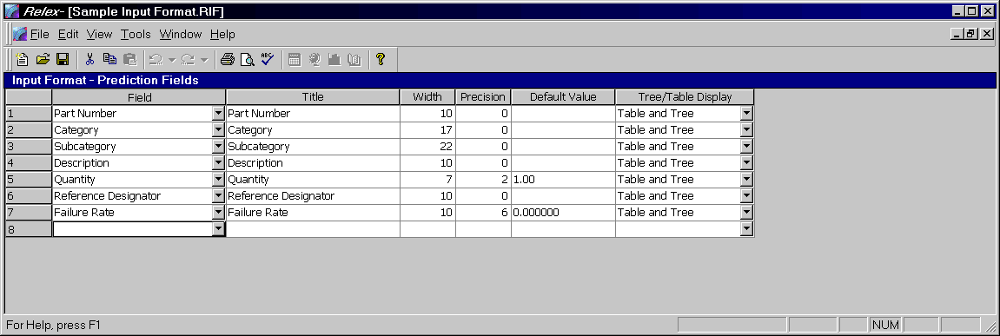 Relex- [Sample Input Format.RIF]
File Edit View Tools Window Help
ABC ?
Input Format - Prediction Fields
Field Title Width Precision Default Value Tree/Table Display
1 Part Number Part Number 10 0 Table and Tree
2 Category Category 17 0 Table and Tree
3 Subcategory Subcategory 22 0 Table and Tree
4 Description Description 10 0 Table and Tree
5 Quantity Quantity 7 2 1.00 Table and Tree
6 Reference Designator Reference Designator 10 0 Table and Tree
7 Failure Rate Failure Rate 10 6 0.000000 Table and Tree
8
For Help, press F1 NUM